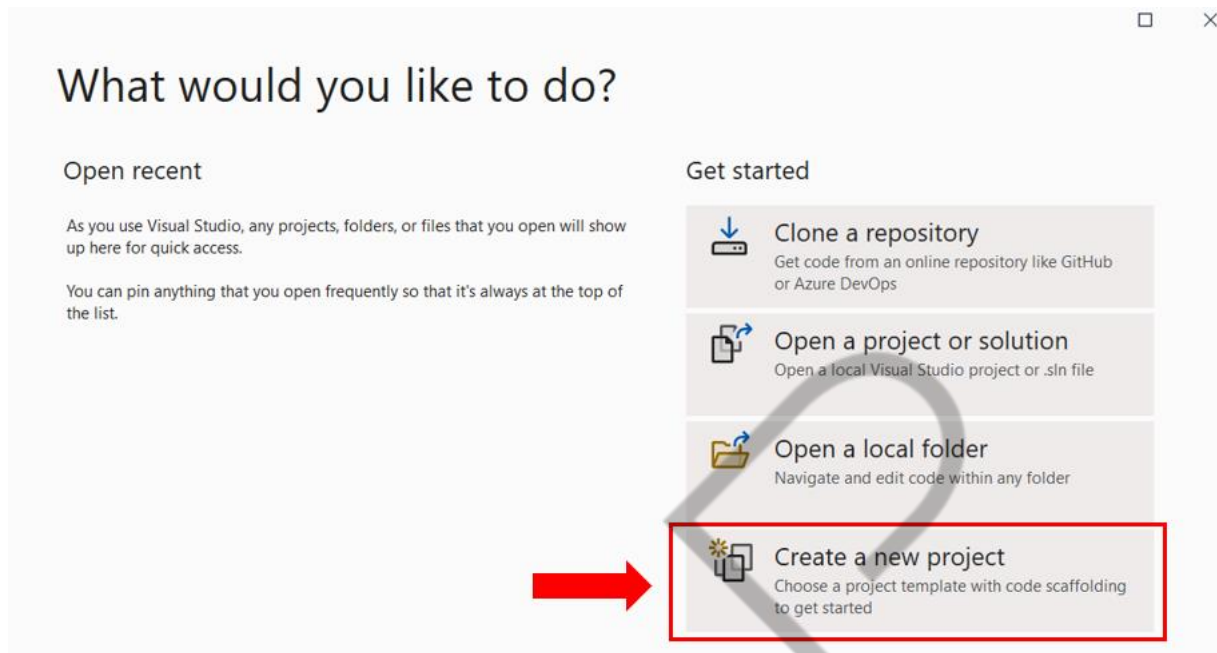 What would you like to do?
Open recent
As you use Visual Studio, any projects, folders, or files that you open will show
up here for quick access.
You can pin anything that you open frequently so that it's always at the top of
the list.
Get started
Clone a repository
Get code from an online repository like GitHub
or Azure DevOps
Open a project or solution
Open a local Visual Studio project or .sln file
Open a local folder
Navigate and edit code within any folder
Create a new project
Choose a project template with code scaffolding
to get started